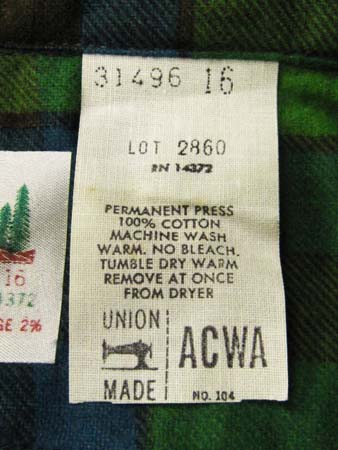 31496 16
LOT 2860
RN 14372
PERMANENT PRESS
100% COTTON
MACHINE WASH
WARM. NO BLEACH.
TUMBLE DRY WARM
REMOVE AT ONCE
FROM DRYER
UNION
MADE
ACWA
NO. 104
16
4372
GE 2%